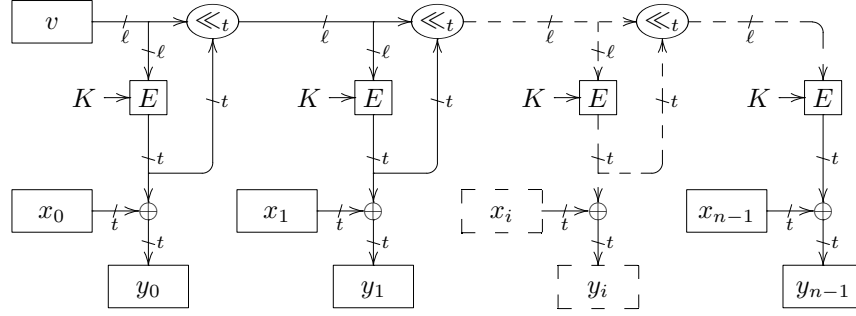 v ℓ ≪t ℓ ≪t ℓ ≪t ℓ
ℓ ℓ ℓ ℓ
K E t K E t K E t K E
t t t t
x0 t x1 t xi t xn−1 t
t t t t
y0 y1 yi yn−1